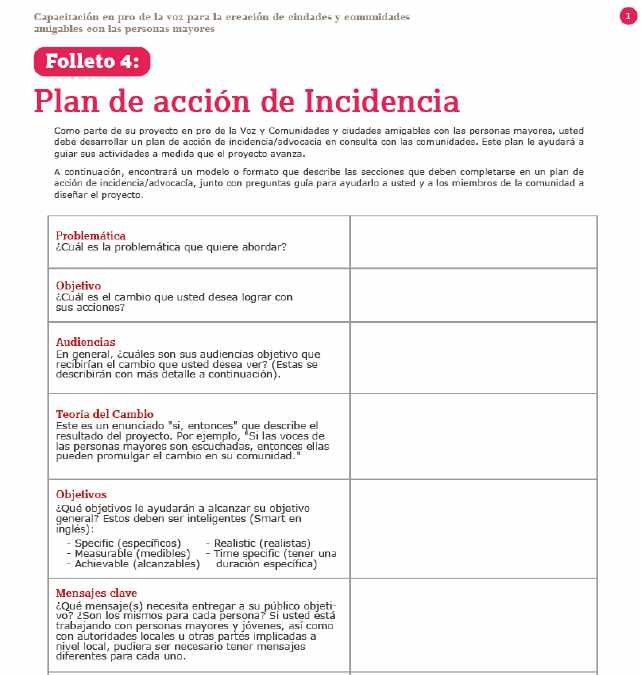 Capacitación en pro de la voz para la creación de ciudades y comunidades
amigables con las personas mayores
1
Folleto 4:
Plan de acción de Incidencia
Como parte de su proyecto en pro de la Voz y Comunidades y ciudades amigables con las personas mayores, usted
debe desarrollar un plan de acción de incidencia/advocacía en consulta con las comunidades. Este plan le ayudará a
guiar sus actividades a medida que el proyecto avanza.
A continuación, encontrará un modelo o formato que describe las secciones que deben completarse en un plan de
acción de incidencia/advocacía, junto con preguntas guía para ayudarlo a usted y a los miembros de la comunidad a
diseñar el proyecto.
Problemática
¿Cuál es la problemática que quiere abordar?
Objetivo
¿Cuál es el cambio que usted desea lograr con
sus acciones?
Audiencias
En general, ¿cuáles son sus audiencias objetivo que
recibirían el cambio que usted desea ver? (Estas se
describirán con más detalle a continuación).
Teoría del Cambio
Este es un enunciado "si, entonces" que describe el
resultado del proyecto. Por ejemplo, "Si las voces de
las personas mayores son escuchadas, entonces ellas
pueden promulgar el cambio en su comunidad."
Objetivos
¿Qué objetivos le ayudarán a alcanzar su objetivo
general? Estos deben ser inteligentes (Smart en
inglés):
- Specific (específicos) - Realistic (realistas)
- Measurable (medibles) - Time specific (tener una
- Achievable (alcanzables) duración específica)
Mensajes clave
¿Qué mensaje(s) necesita entregar a su público objeti-
vo? ¿Son los mismos para cada persona? Si usted está
trabajando con personas mayores y jóvenes, así como
con autoridades locales u otras partes implicadas a
nivel local, pudiera ser necesario tener mensajes
diferentes para cada uno.